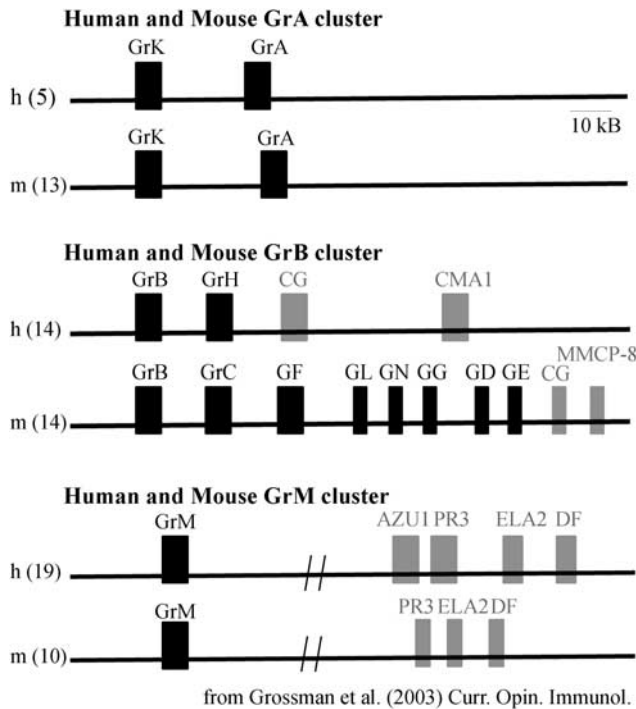 Human and Mouse GrA cluster
GrK GrA
h (5)
10 kB
GrK GrA
m (13)
Human and Mouse GrB cluster
GrB GrH CG CMA1
h (14)
MMCP-8
GrB GrC GF GL GN GG GD GE CG
m (14)
Human and Mouse GrM cluster
GrM AZU1 PR3 ELA2 DF
h (19)
GrM PR3 ELA2 DF
m (10)
from Grossman et al. (2003) Curr. Opin. Immunol.